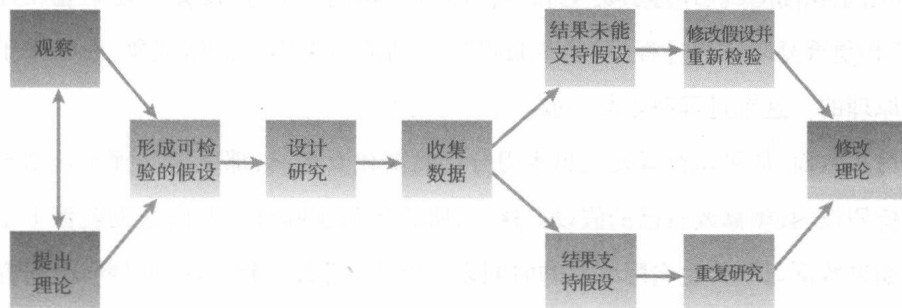 观察
提出
理论
形成可检
验的假设
设计
研究
收集
数据
结果未能
支持假设
修改假设并
重新检验
结果支
持假设
重复研究
修改
理论